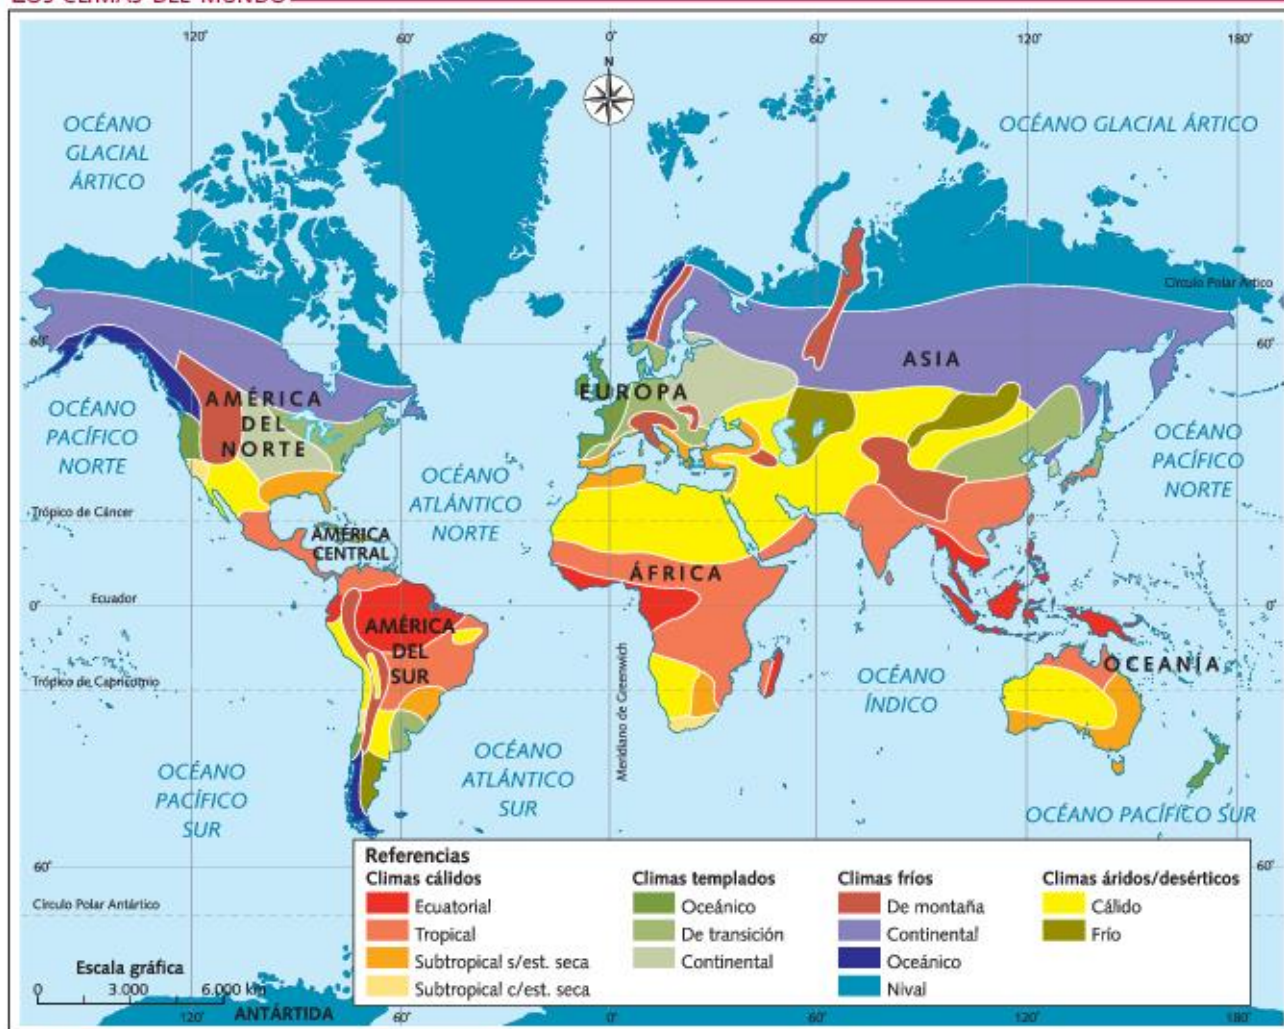 LOS CLIMAS DEL MUNDO
120° 60° 0° 60° 120° 180°
N
OCÉANO
GLACIAL
ÁRTICO
OCÉANO GLACIAL ÁRTICO
Círculo Polar Ártico
60° 60°
ASIA
EUROPA
AMÉRICA
DEL
NORTE
OCÉANO
PACÍFICO
NORTE
OCÉANO
PACÍFICO
NORTE
OCÉANO
ATLÁNTICO
NORTE
Trópico de Cáncer
AMÉRICA
CENTRAL
ÁFRICA
Ecuador
0° 0°
AMÉRICA
DEL
SUR
OCEANÍA
OCÉANO
ÍNDICO
Trópico de Capricornio
Meridiano de Greenwich
OCÉANO
ATLÁNTICO
SUR
OCÉANO
PACÍFICO
SUR
OCÉANO PACÍFICO SUR
60° 60°
Círculo Polar Antártico
Referencias
Climas cálidos
Ecuatorial
Tropical
Subtropical s/est. seca
Subtropical c/est. seca
Climas templados
Oceánico
De transición
Continental
Climas fríos
De montaña
Continental
Oceánico
Nival
Climas áridos/desérticos
Cálido
Frío
Escala gráfica
0 3.000 6.000 km
ANTÁRTIDA
120° 60° 0° 60° 120° 180°